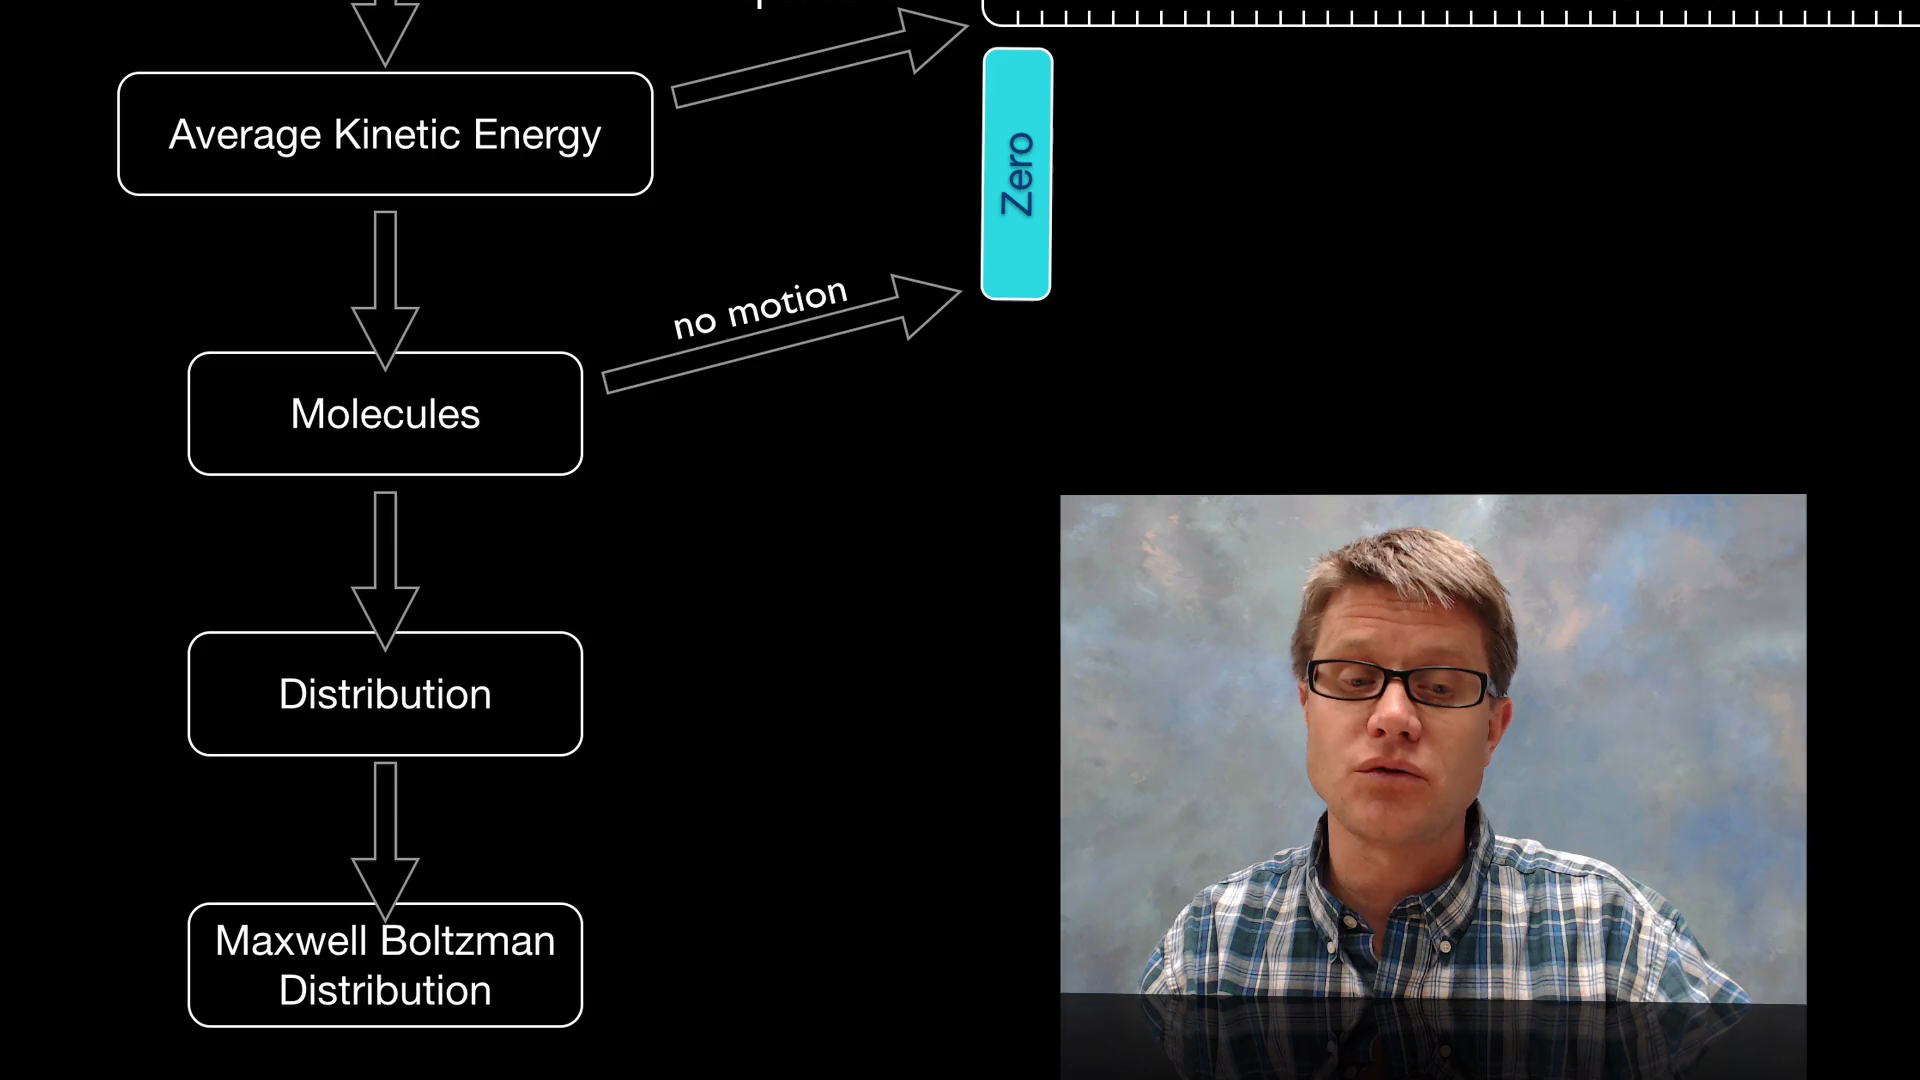 Average Kinetic Energy
Zero
no motion
Molecules
Distribution
Maxwell Boltzman
Distribution